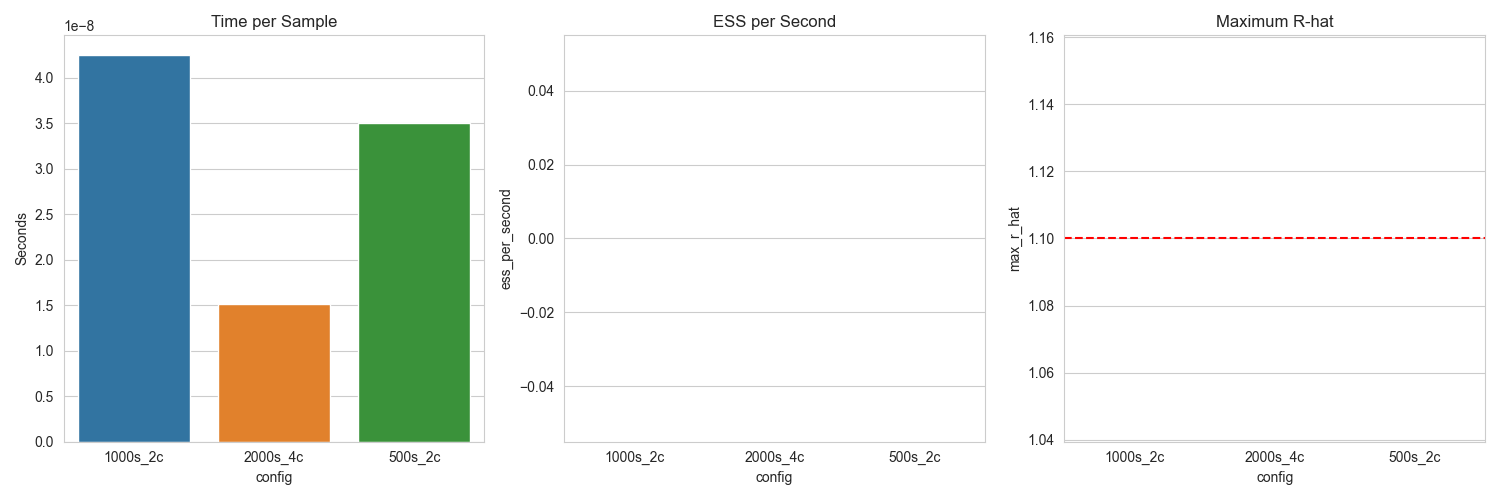 Time per Sample
1e−8
4.0
3.5
3.0
2.5
2.0
1.5
1.0
0.5
0.0
Seconds
1000s_2c 2000s_4c 500s_2c
config
ESS per Second
0.04
0.02
0.00
−0.02
−0.04
ess_per_second
1000s_2c 2000s_4c 500s_2c
config
Maximum R-hat
1.16
1.14
1.12
1.10
1.08
1.06
1.04
max_r_hat
1000s_2c 2000s_4c 500s_2c
config